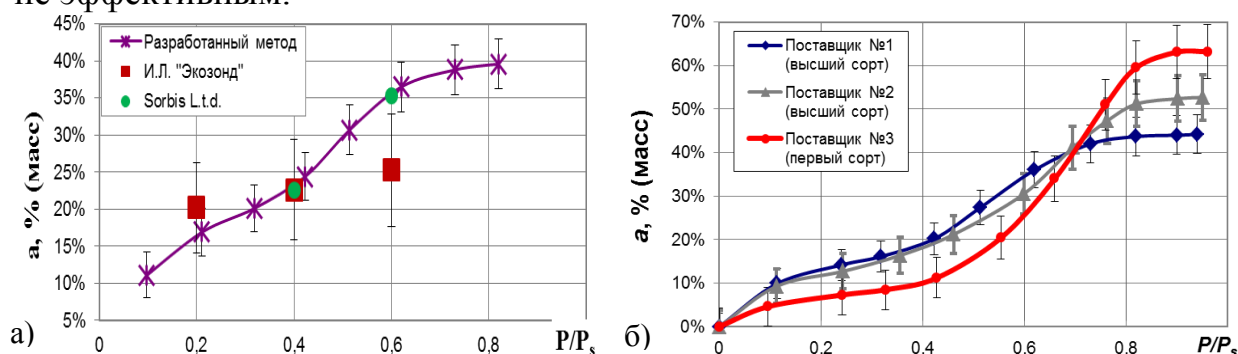 не эффективным.
45%
40%
35%
30%
25%
20%
15%
10%
5%
a, % (масс)
Разработанный метод
И.Л. "Экозонд"
Sorbis L.t.d.
0
0,2
0,4
0,6
0,8
P/Ps
а)
70%
60%
50%
40%
30%
20%
10%
0%
a, % (масс)
Поставщик №1
(высший сорт)
Поставщик №2
(высший сорт)
Поставщик №3
(первый сорт)
0
0,2
0,4
0,6
0,8
P/Ps
б)